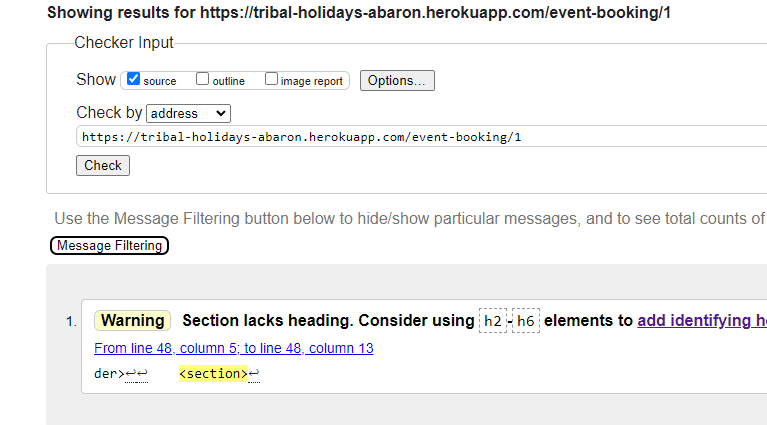 Showing results for https://tribal-holidays-abaron.herokuapp.com/event-booking/1
Checker Input
Show source outline image report Options...
Check by address
https://tribal-holidays-abaron.herokuapp.com/event-booking/1
Check
Use the Message Filtering button below to hide/show particular messages, and to see total counts of
Message Filtering
1. Warning Section lacks heading. Consider using h2-h6 elements to add identifying
From line 48, column 5; to line 48, column 13
der>↩↩ <section>↩